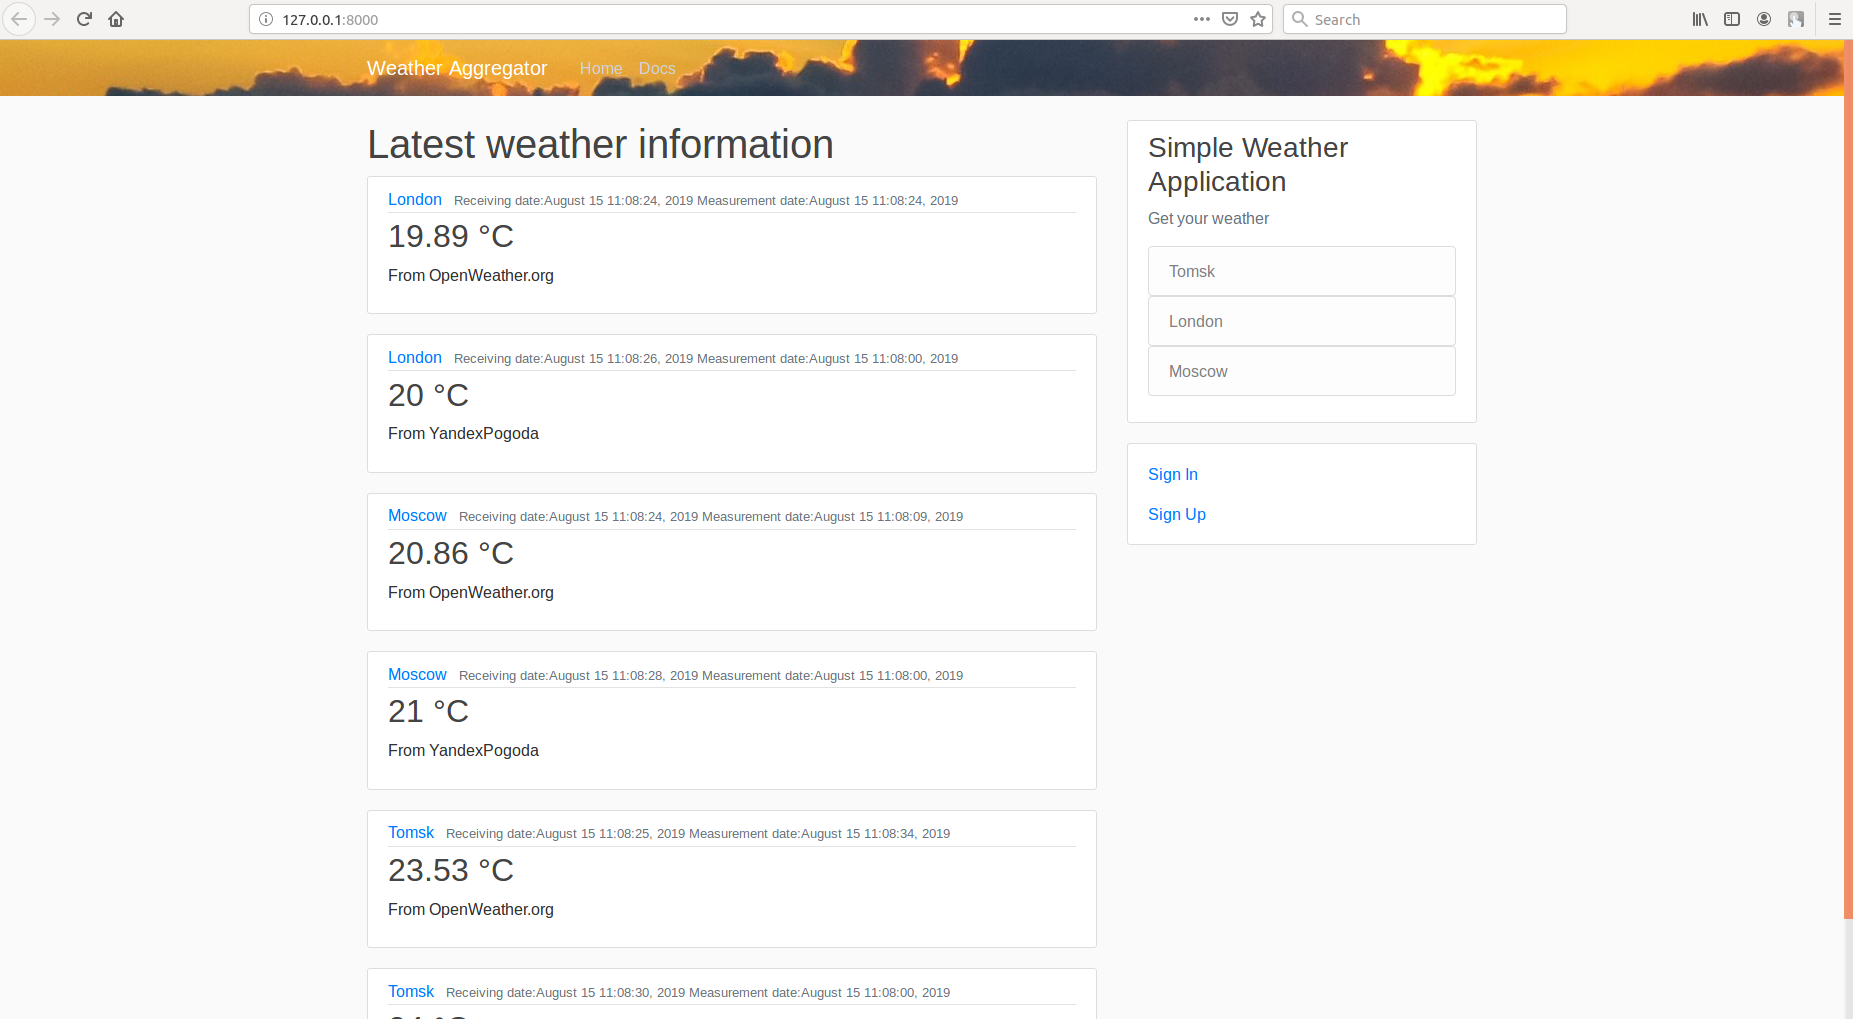 127.0.0.1:8000
Search
Weather Aggregator Home Docs
Latest weather information
London Receiving date:August 15 11:08:24, 2019 Measurement date:August 15 11:08:24, 2019
19.89 °C
From OpenWeather.org
London Receiving date:August 15 11:08:26, 2019 Measurement date:August 15 11:08:00, 2019
20 °C
From YandexPogoda
Moscow Receiving date:August 15 11:08:24, 2019 Measurement date:August 15 11:08:09, 2019
20.86 °C
From OpenWeather.org
Moscow Receiving date:August 15 11:08:28, 2019 Measurement date:August 15 11:08:00, 2019
21 °C
From YandexPogoda
Tomsk Receiving date:August 15 11:08:25, 2019 Measurement date:August 15 11:08:34, 2019
23.53 °C
From OpenWeather.org
Tomsk Receiving date:August 15 11:08:30, 2019 Measurement date:August 15 11:08:00, 2019
Simple Weather
Application
Get your weather
Tomsk
London
Moscow
Sign In
Sign Up